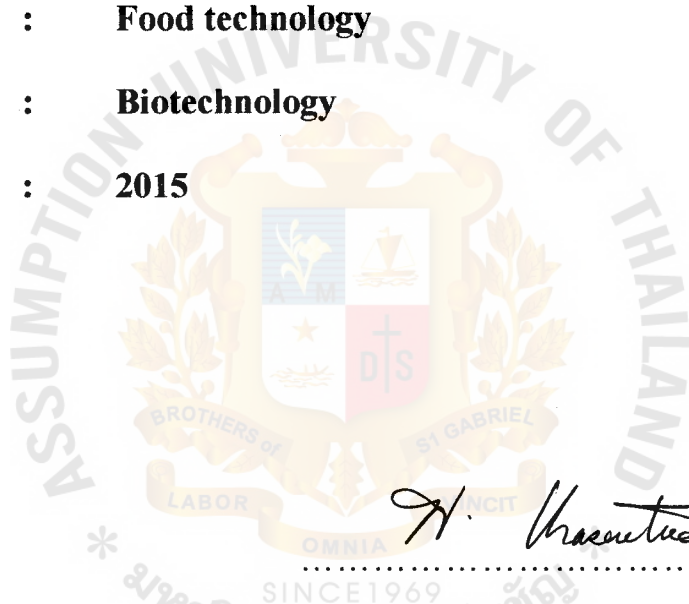 : Food technology
: Biotechnology
: 2015
ASSUMPTION UNIVERSITY OF THAILAND
A M
D S
BROTHERS of ST GABRIEL
LABOR
OMNIA
VINCIT
SINCE1969